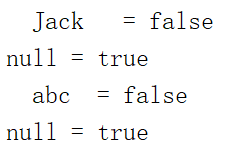 Jack   = false
null = true
  abc  = false
null = true